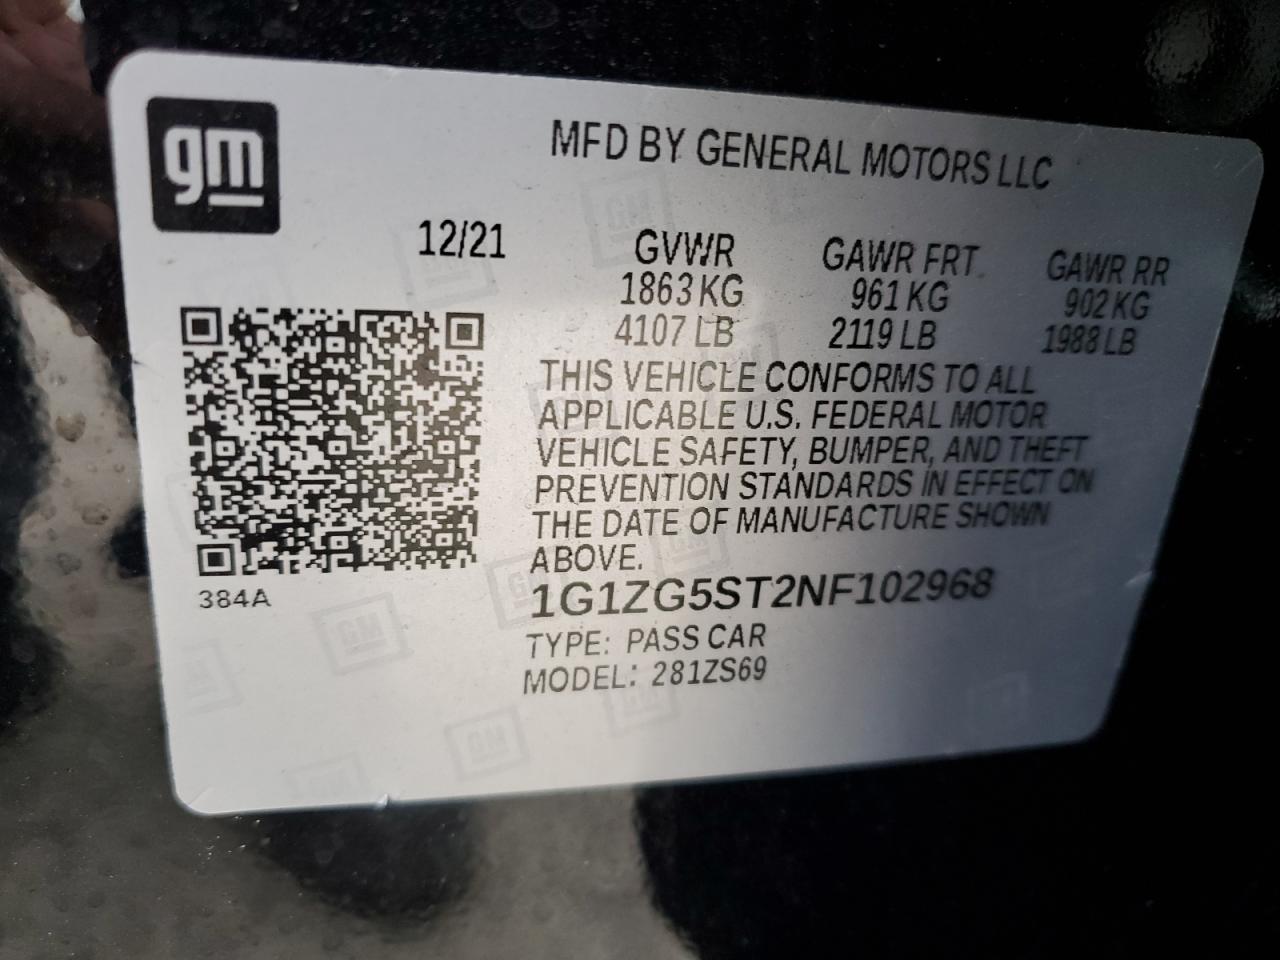 gm
MFD BY GENERAL MOTORS LLC
12/21 GVWR GAWR FRT GAWR RR
1863 KG 961 KG 902 KG
4107 LB 2119 LB 1988 LB
THIS VEHICLE CONFORMS TO ALL
APPLICABLE U.S. FEDERAL MOTOR
VEHICLE SAFETY, BUMPER, AND THEFT
PREVENTION STANDARDS IN EFFECT ON
THE DATE OF MANUFACTURE SHOWN
ABOVE.
384A
1G1ZG5ST2NF102968
TYPE: PASS CAR
MODEL: 281ZS69